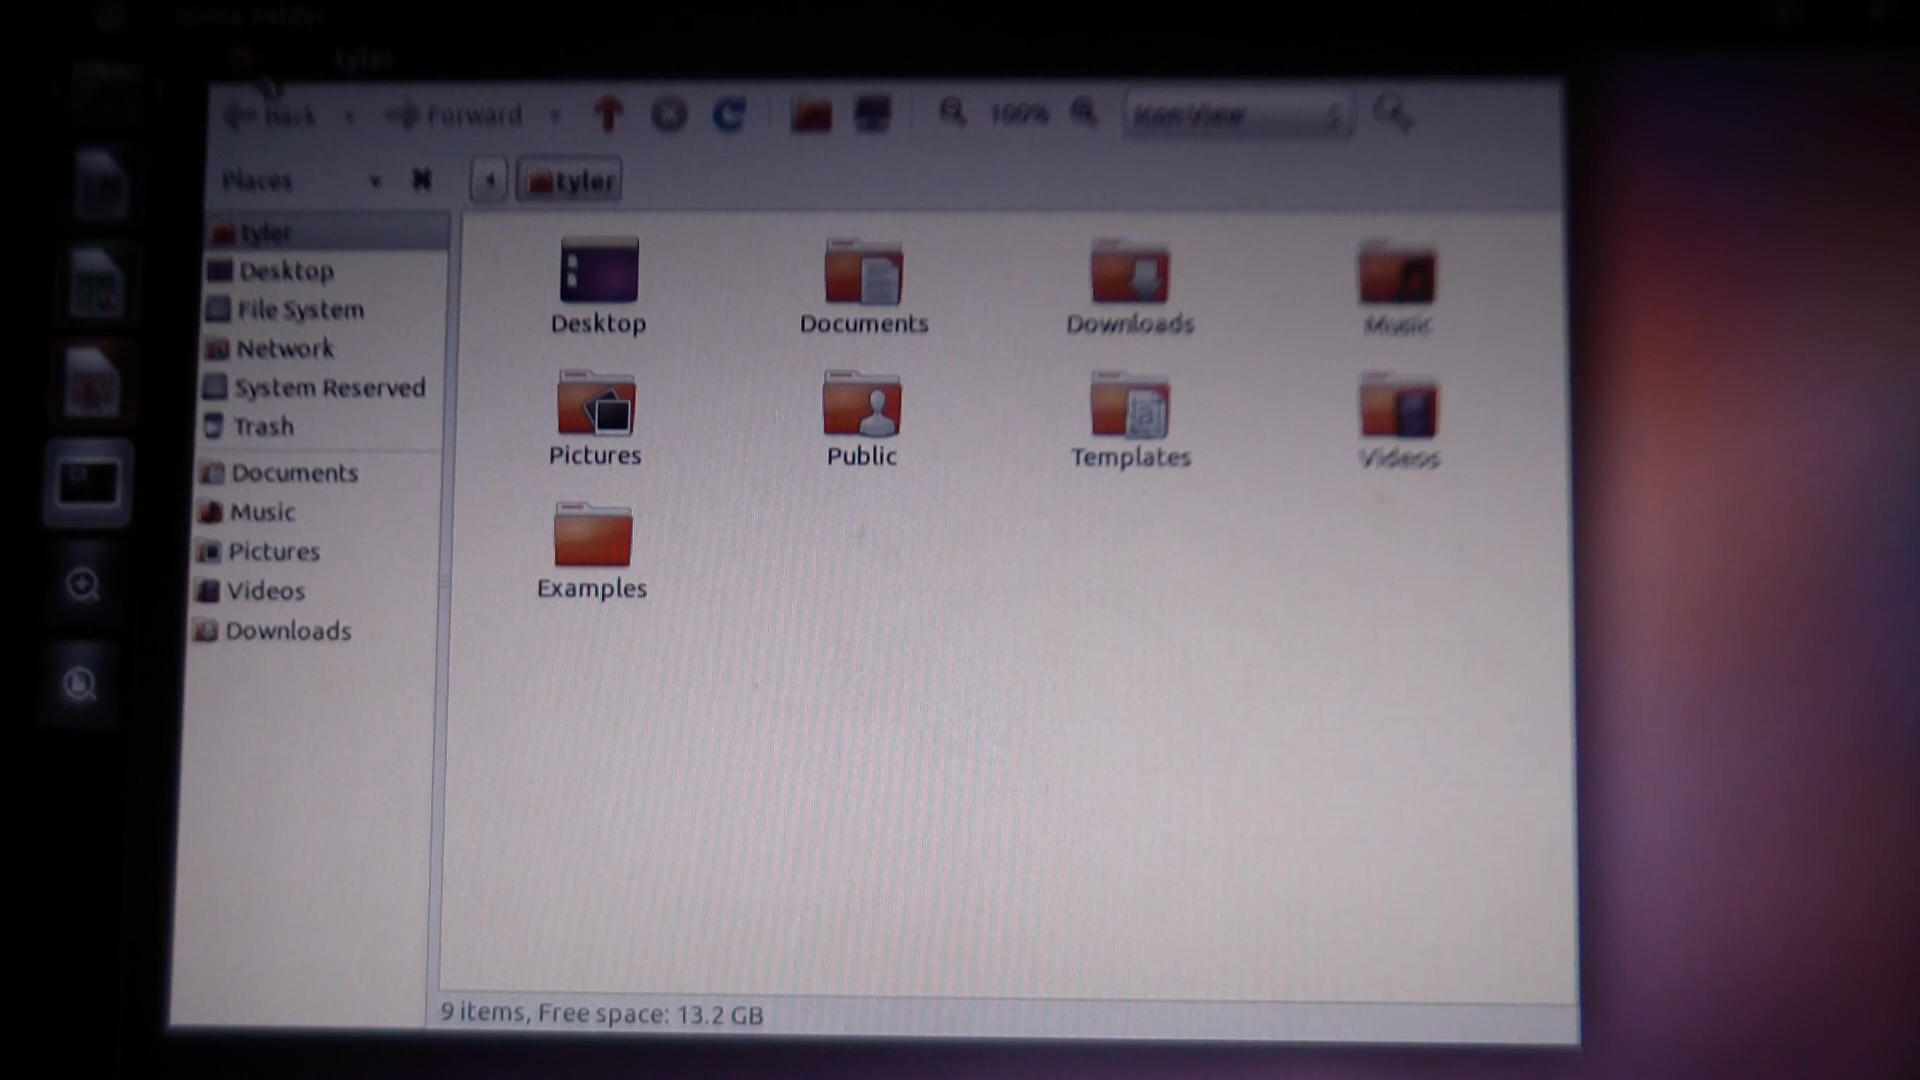 tyler
Back Forward 100% Icon View
Places tyler
tyler
Desktop
File System
Network
System Reserved
Trash
Documents
Music
Pictures
Videos
Downloads
Desktop Documents Downloads Music
Pictures Public Templates Videos
Examples
9 items, Free space: 13.2 GB